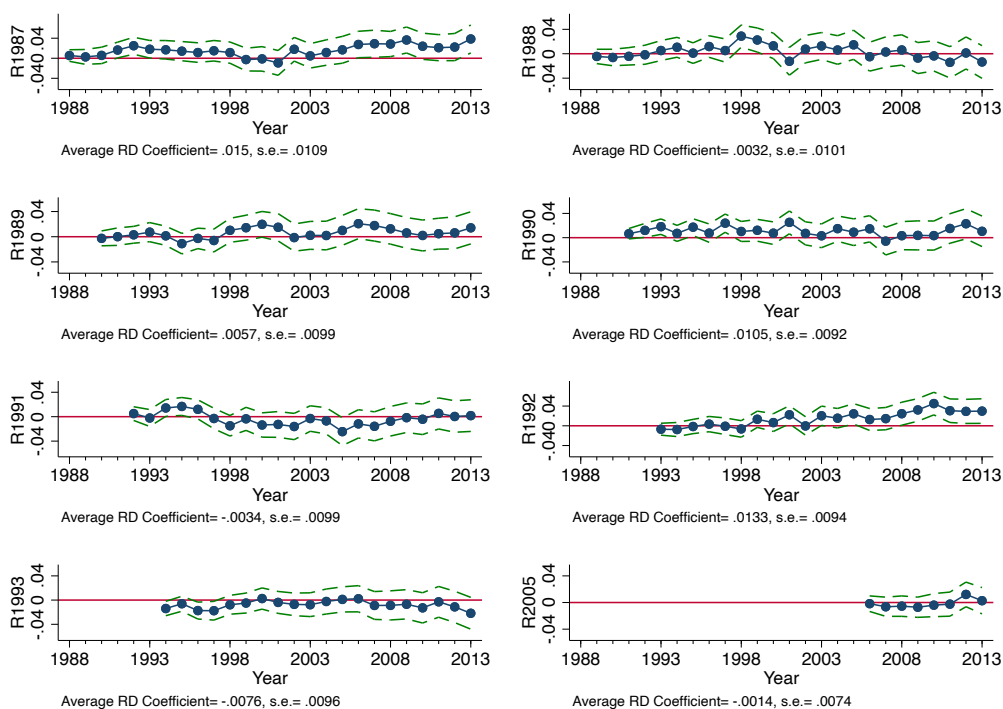 R1987
-.040 .04
1988 1993 1998 2003 2008 2013
Year
Average RD Coefficient= .015, s.e.= .0109
R1988
-.04 0 .04
1988 1993 1998 2003 2008 2013
Year
Average RD Coefficient= .0032, s.e.= .0101
R1989
-.04 0 .04
1988 1993 1998 2003 2008 2013
Year
Average RD Coefficient= .0057, s.e.= .0099
R1990
-.04 0 .04
1988 1993 1998 2003 2008 2013
Year
Average RD Coefficient= .0105, s.e.= .0092
R1991
-.04 0 .04
1988 1993 1998 2003 2008 2013
Year
Average RD Coefficient= -.0034, s.e.= .0099
R1992
-.040 .04
1988 1993 1998 2003 2008 2013
Year
Average RD Coefficient= .0133, s.e.= .0094
R1993
-.04 0 .04
1988 1993 1998 2003 2008 2013
Year
Average RD Coefficient= -.0076, s.e.= .0096
R2005
-.04 0 .04
1988 1993 1998 2003 2008 2013
Year
Average RD Coefficient= -.0014, s.e.= .0074